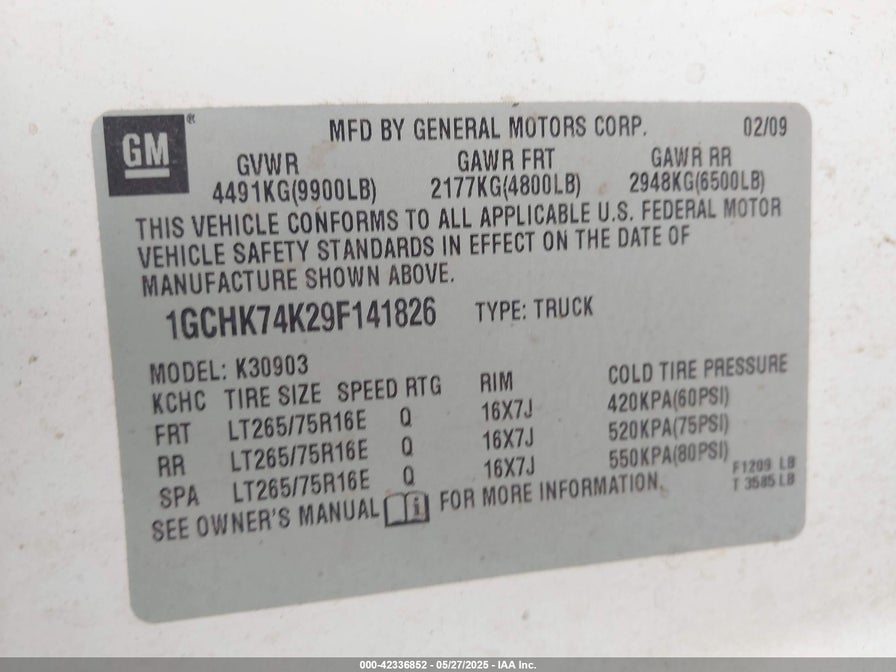 GM ®
MFD BY GENERAL MOTORS CORP. 02/09
GVWR GAWR FRT GAWR RR
4491KG(9900LB) 2177KG(4800LB) 2948KG(6500LB)
THIS VEHICLE CONFORMS TO ALL APPLICABLE U.S. FEDERAL MOTOR
VEHICLE SAFETY STANDARDS IN EFFECT ON THE DATE OF
MANUFACTURE SHOWN ABOVE.
1GCHK74K29F141826 TYPE: TRUCK
MODEL: K30903
KCHC TIRE SIZE SPEED RTG RIM COLD TIRE PRESSURE
FRT LT265/75R16E Q 16X7J 420KPA(60PSI)
RR LT265/75R16E Q 16X7J 520KPA(75PSI)
SPA LT265/75R16E Q 16X7J 550KPA(80PSI)
F1209 LB
T 3585 LB
SEE OWNER'S MANUAL i FOR MORE INFORMATION.
000-42336852 — 05/27/2025 - IAA Inc.